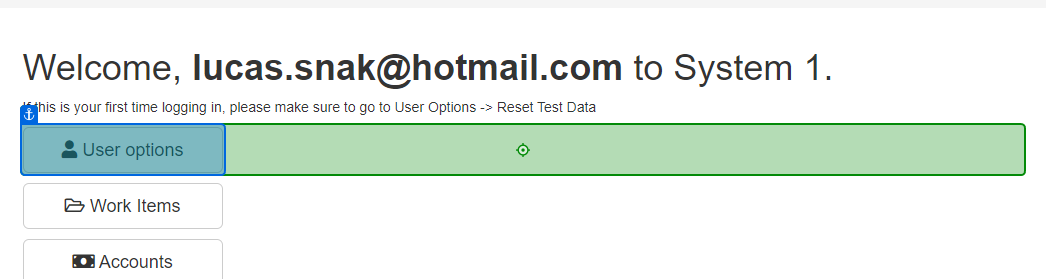 Welcome, lucas.snak@hotmail.com to System 1.
If this is your first time logging in, please make sure to go to User Options -> Reset Test Data
User options
Work Items
Accounts